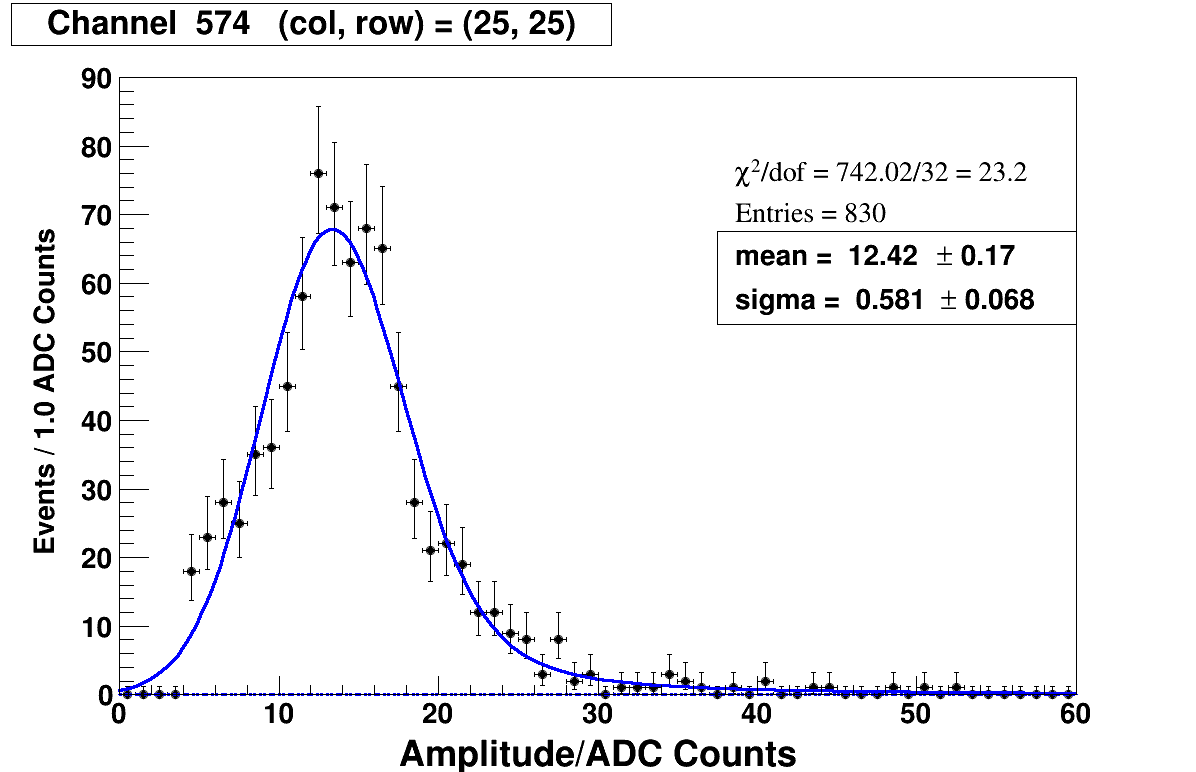 Channel 574 (col, row) = (25, 25)
χ²/dof = 742.02/32 = 23.2
Entries = 830
mean = 12.42 ± 0.17
sigma = 0.581 ± 0.068
Events / 1.0 ADC Counts
90
80
70
60
50
40
30
20
10
0
0 10 20 30 40 50 60
Amplitude/ADC Counts